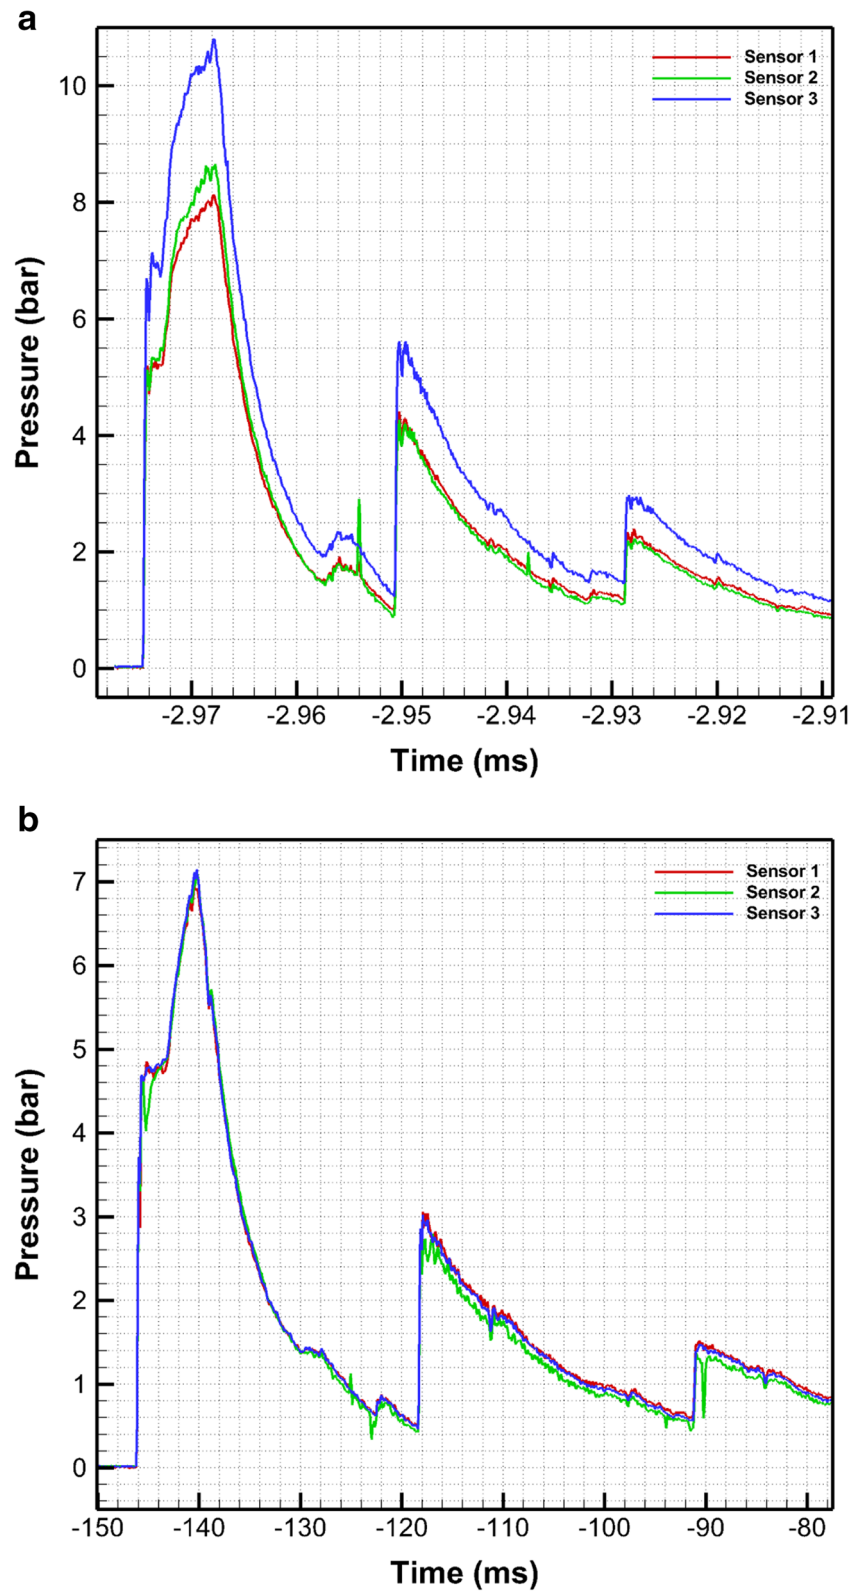 a
Sensor 1
Sensor 2
Sensor 3
10
8
6
4
2
0
Pressure (bar)
-2.97 -2.96 -2.95 -2.94 -2.93 -2.92 -2.91
Time (ms)
b
Sensor 1
Sensor 2
Sensor 3
7
6
5
4
3
2
1
0
Pressure (bar)
-150 -140 -130 -120 -110 -100 -90 -80
Time (ms)